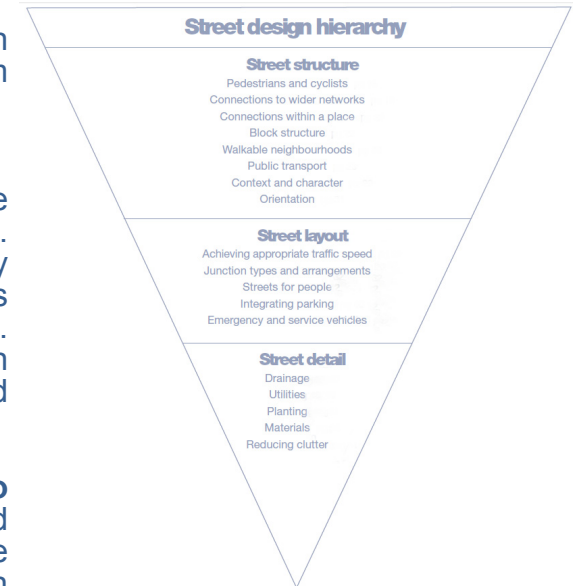 Street design hierarchy
Street structure
Pedestrians and cyclists
Connections to wider networks
Connections within a place
Block structure
Walkable neighbourhoods
Public transport
Context and character
Orientation
Street layout
Achieving appropriate traffic speed
Junction types and arrangements
Streets for people
Integrating parking
Emergency and service vehicles
Street detail
Drainage
Utilities
Planting
Materials
Reducing clutter